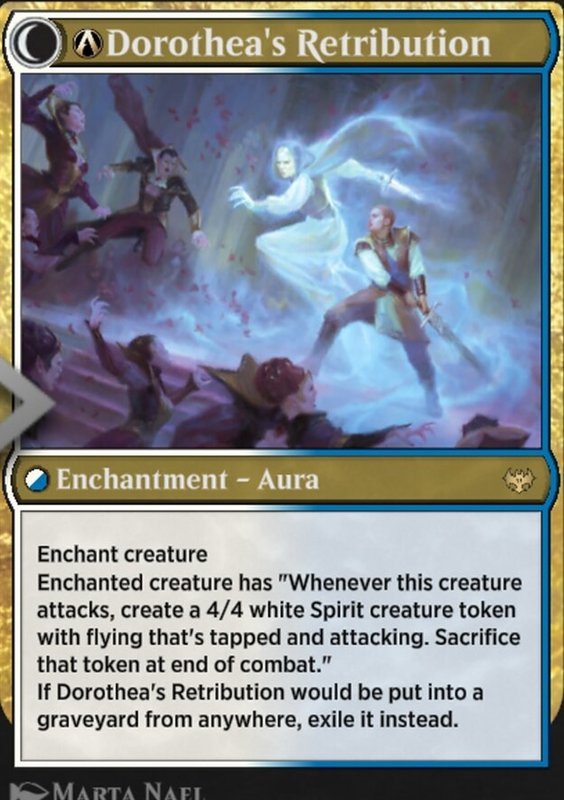 Dorothea's Retribution
Enchantment – Aura
Enchant creature
Enchanted creature has "Whenever this creature
attacks, create a 4/4 white Spirit creature token
with flying that's tapped and attacking. Sacrifice
that token at end of combat."
If Dorothea's Retribution would be put into a
graveyard from anywhere, exile it instead.
Marta Nael